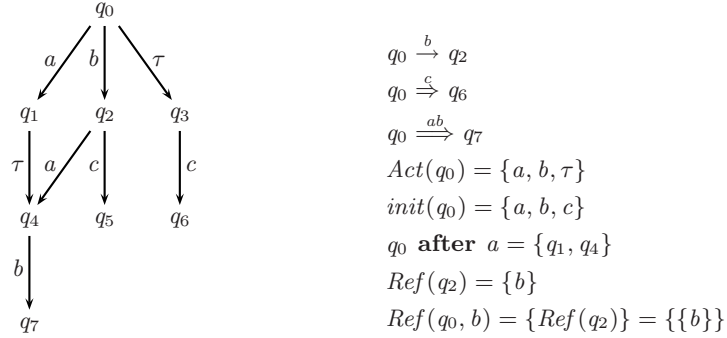 q₀
a b τ
q₁ q₂ q₃
τ a c c
q₄ q₅ q₆
b
q₇
q₀ →ᵇ q₂
q₀ ⇒ᶜ q₆
q₀ ⟹ᵃᵇ q₇
Act(q₀) = {a, b, τ}
init(q₀) = {a, b, c}
q₀ after a = {q₁, q₄}
Ref(q₂) = {b}
Ref(q₀, b) = {Ref(q₂)} = {{b}}